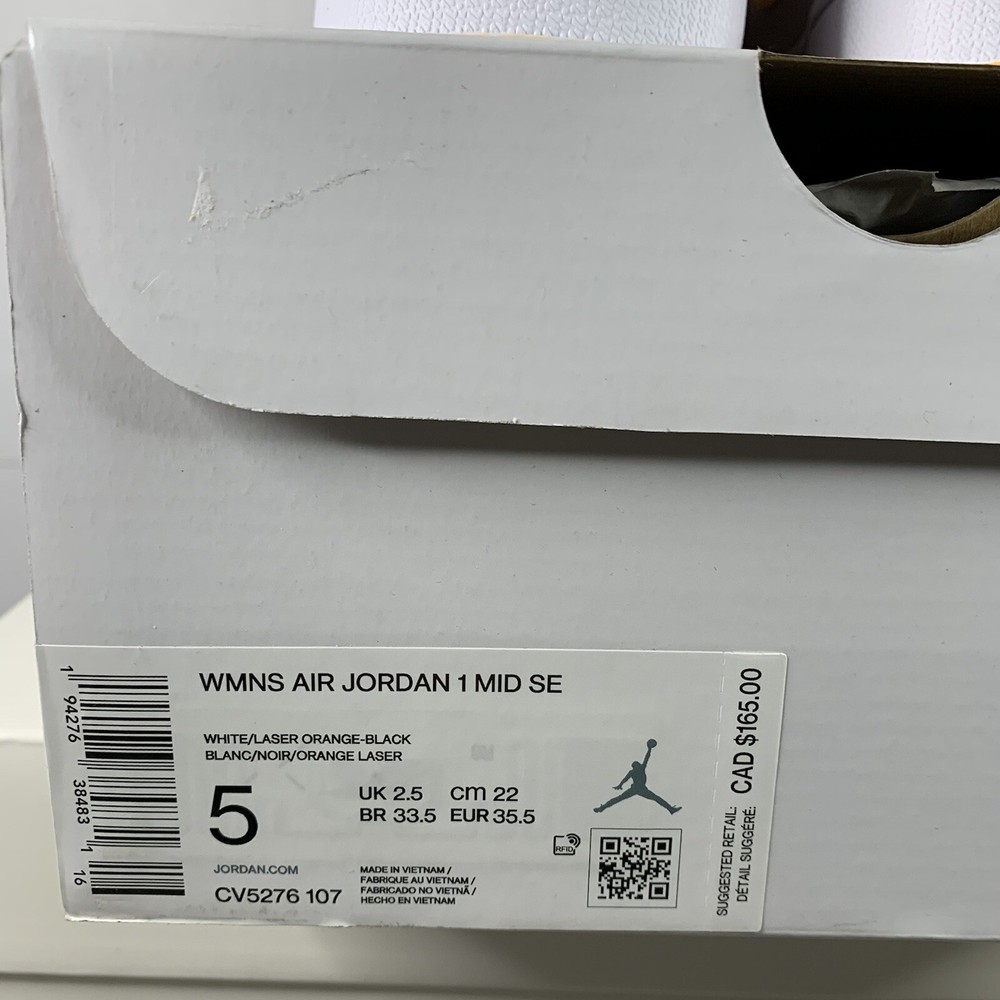 WMNS AIR JORDAN 1 MID SE
WHITE/LASER ORANGE-BLACK
BLANC/NOIR/ORANGE LASER
5
UK 2.5 cm 22
BR 33.5 EUR 35.5
JORDAN.COM
CV5276 107
MADE IN VIETNAM /
FABRIQUE AU VIETNAM /
FABRICADO NO VIETNÃ /
HECHO EN VIETNAM
RFID
SUGGESTED RETAIL:
DÉTAIL SUGGÉRÉ:
CAD $165.00
1 94276 38483 1 16